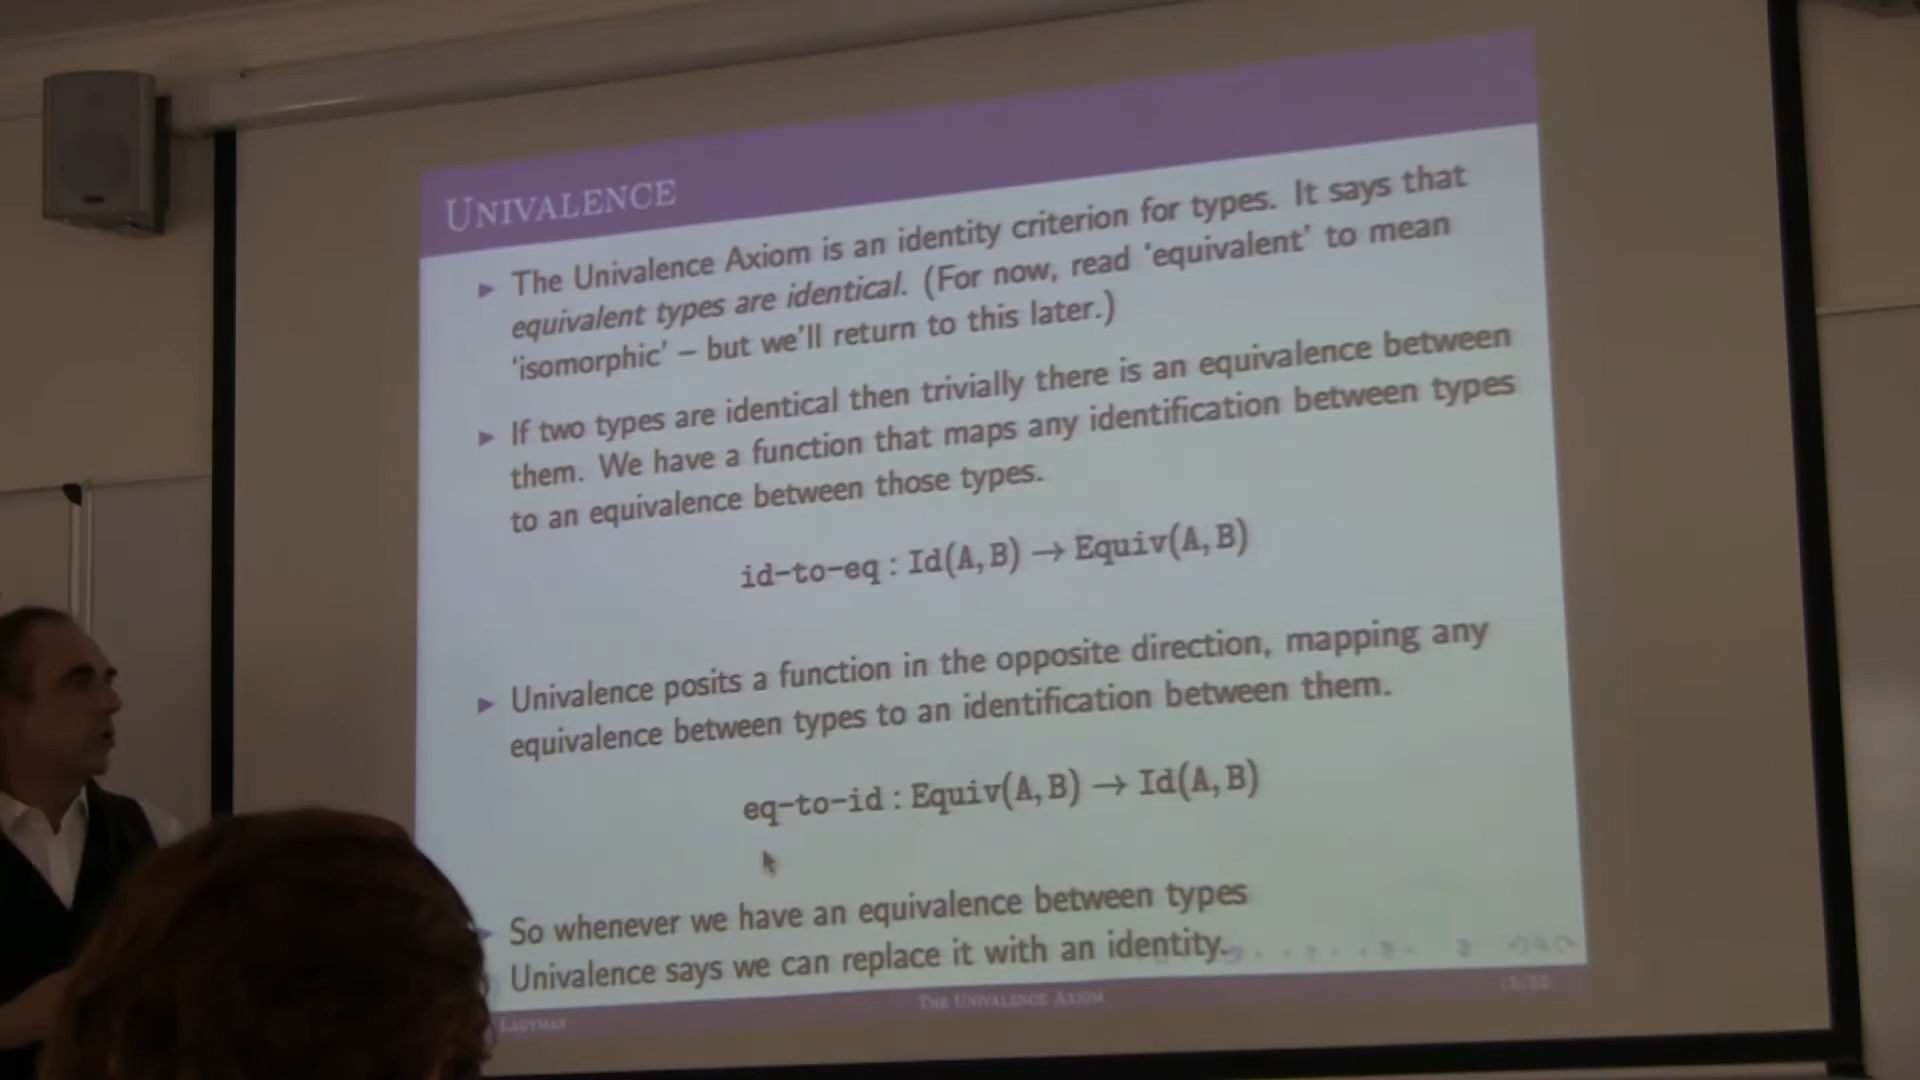 UNIVALENCE
▶ The Univalence Axiom is an identity criterion for types. It says that
equivalent types are identical. (For now, read ‘equivalent’ to mean
‘isomorphic’ – but we’ll return to this later.)
▶ If two types are identical then trivially there is an equivalence between
them. We have a function that maps any identification between types
to an equivalence between those types.
id-to-eq : Id(A, B) → Equiv(A, B)
▶ Univalence posits a function in the opposite direction, mapping any
equivalence between types to an identification between them.
eq-to-id : Equiv(A, B) → Id(A, B)
▶ So whenever we have an equivalence between types
Univalence says we can replace it with an identity.
LADYMAN
THE UNIVALENCE AXIOM